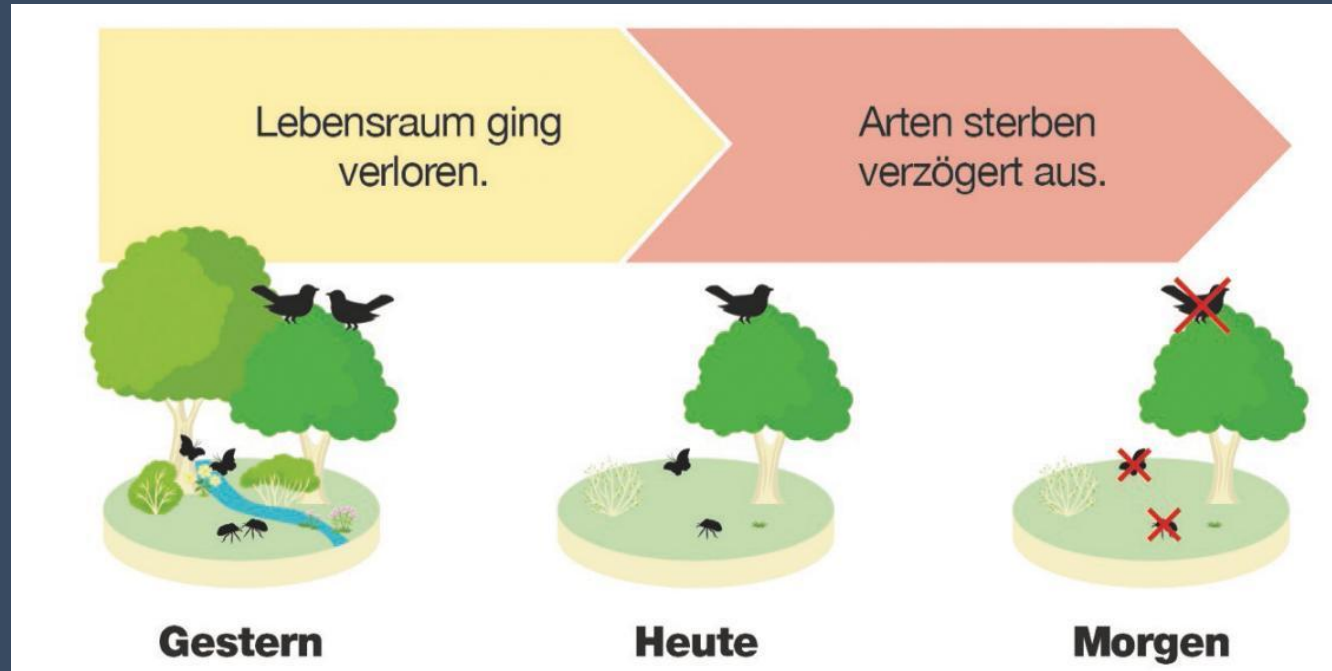 Lebensraum ging
verloren.
Arten sterben
verzögert aus.
Gestern
Heute
Morgen